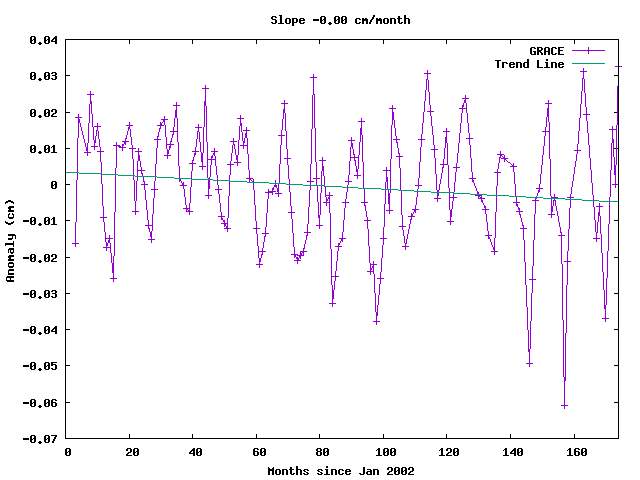 Slope -0.00 cm/month
GRACE
Trend Line
0.04
0.03
0.02
0.01
0
-0.01
-0.02
-0.03
-0.04
-0.05
-0.06
-0.07
Anomaly (cm)
0 20 40 60 80 100 120 140 160
Months since Jan 2002